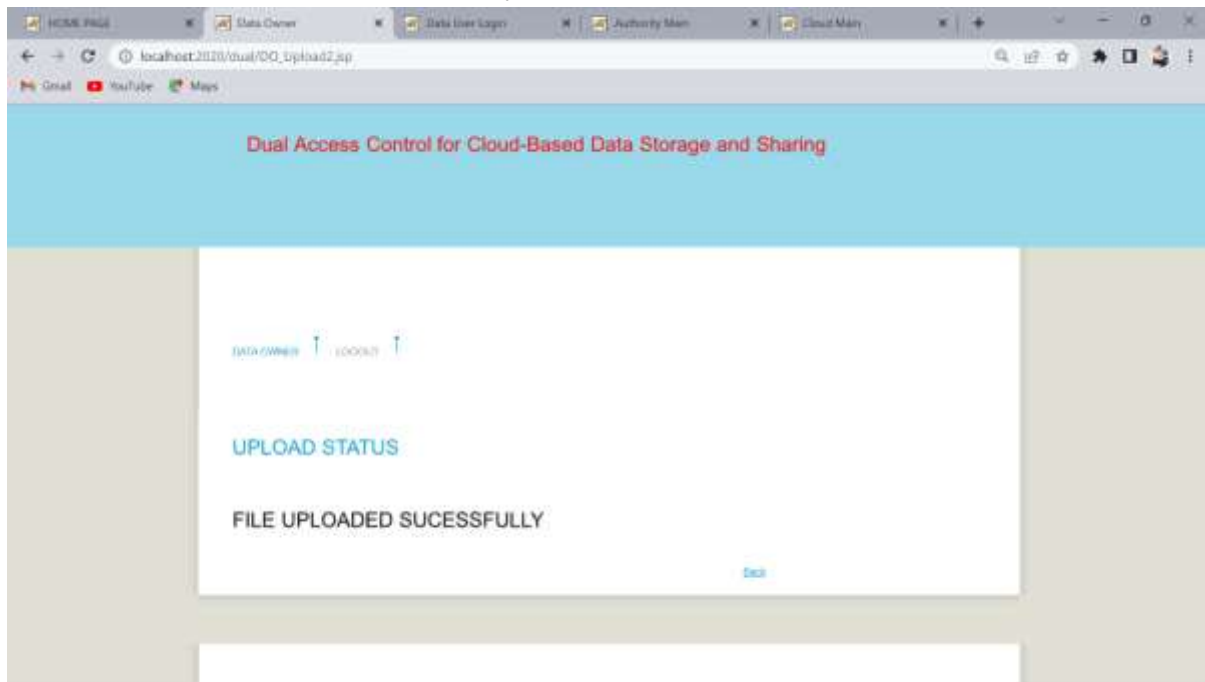 HOME PAGE
Data Owner
Data User Login
Authority Main
Cloud Main
localhost:2020/dual/DO_Upload2.jsp
Gmail
YouTube
Maps
Dual Access Control for Cloud-Based Data Storage and Sharing
DATA OWNER LOGOUT
UPLOAD STATUS
FILE UPLOADED SUCESSFULLY
Back